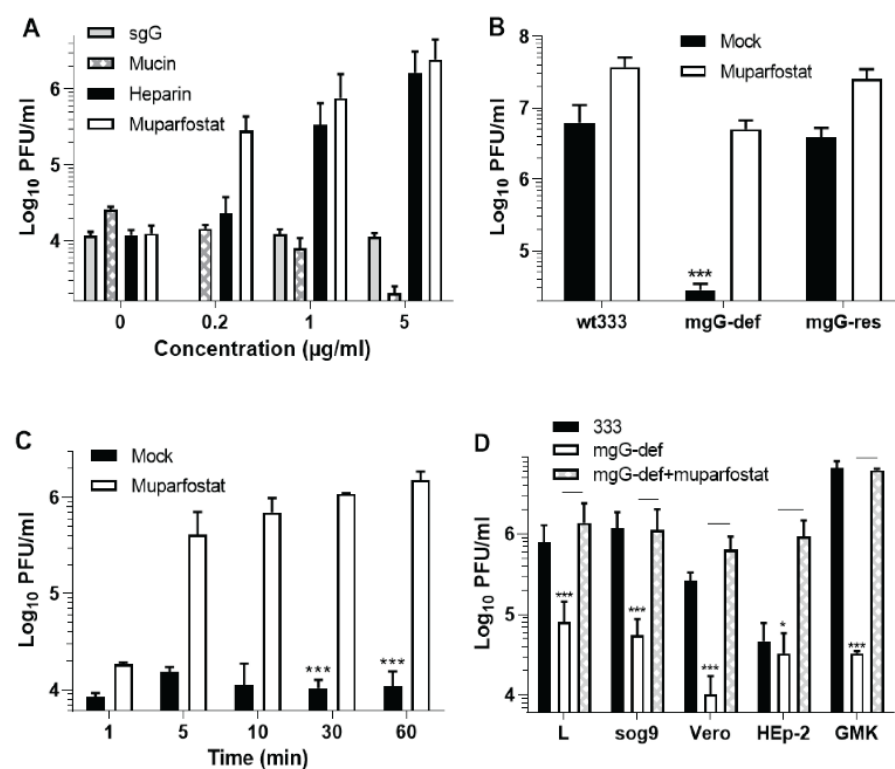 A
sgG
Mucin
Heparin
Muparfostat
Log10 PFU/ml
6
5
4
0 0.2 1 5
Concentration (µg/ml)
B
Mock
Muparfostat
Log10 PFU/ml
8
7
6
5
***
wt333 mgG-def mgG-res
C
Mock
Muparfostat
Log10 PFU/ml
6
5
4
*** ***
1 5 10 30 60
Time (min)
D
333
mgG-def
mgG-def+muparfostat
Log10 PFU/ml
6
5
4
*** *** *** * ***
L sog9 Vero HEp-2 GMK